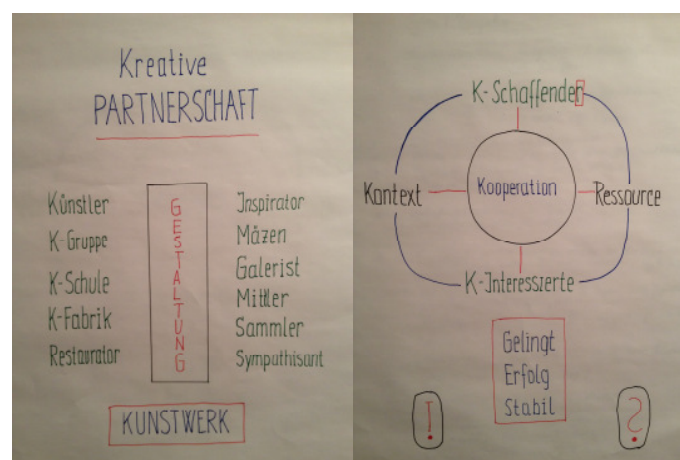 Kreative
PARTNERSCHAFT
Künstler
K-Gruppe
K-Schule
K-Fabrik
Restaurator
GESTALTUNG
Inspirator
Mäzen
Galerist
Mittler
Sammler
Sympathisant
KUNSTWERK
K-Schaffender
Kontext
Kooperation
Ressource
K-Interessierte
Gelingt
Erfolg
Stabil
!
?